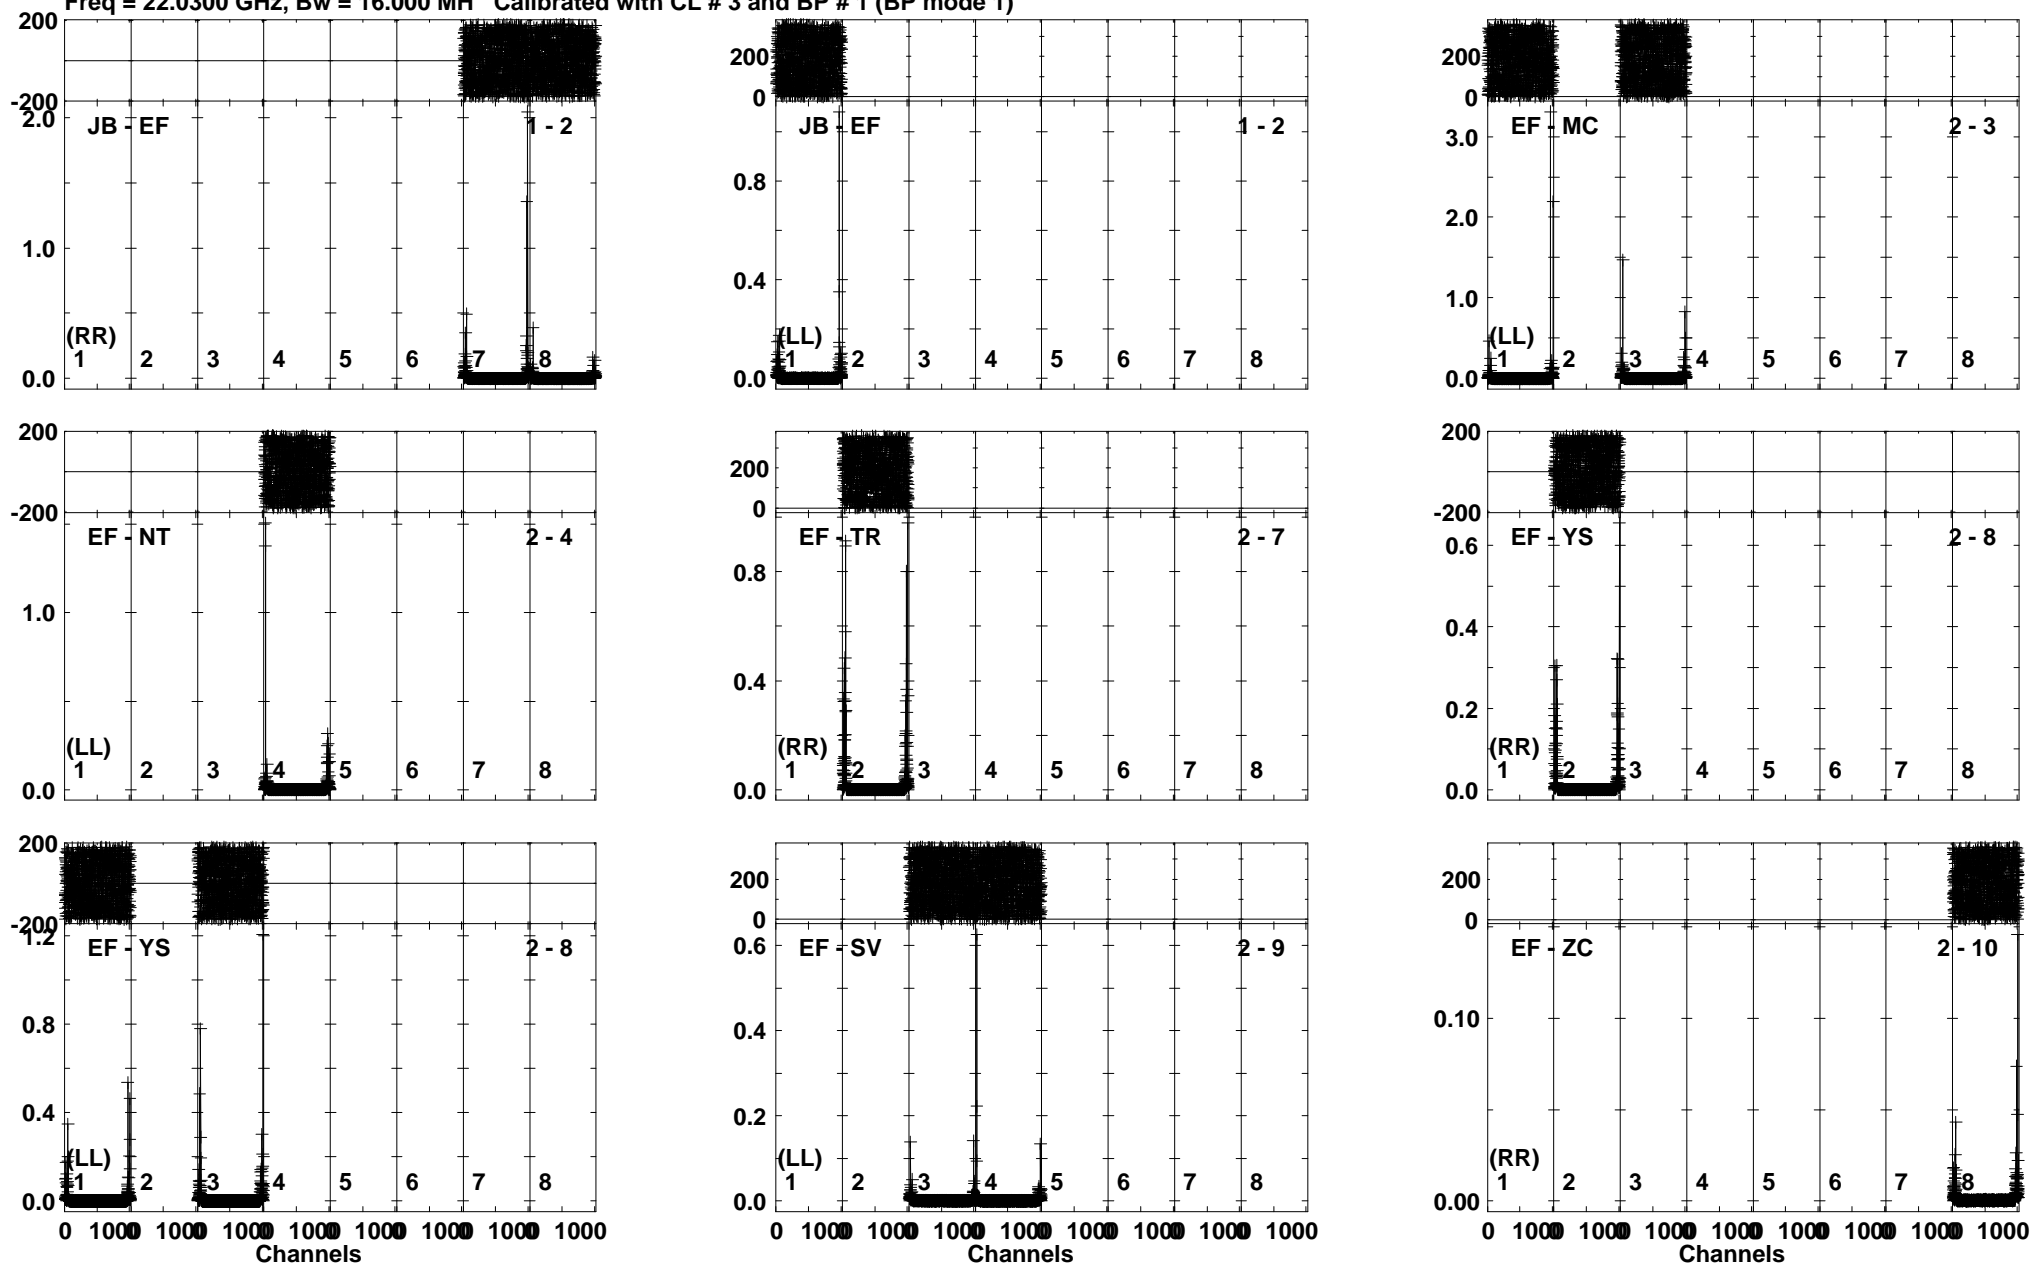 Freq = 22.0300 GHz, Bw = 16.000 MH Calibrated with CL # 3 and BP # 1 (BP mode 1)
200
-200
2.0
1.0
0.0
JB - EF 1 - 2
(RR)
1 2 3 4 5 6 7 8
200
0
0.8
0.4
0.0
JB - EF 1 - 2
(LL)
1 2 3 4 5 6 7 8
200
0
3.0
2.0
1.0
0.0
EF - MC 2 - 3
(LL)
1 2 3 4 5 6 7 8
200
-200
1.0
0.0
EF - NT 2 - 4
(LL)
1 2 3 4 5 6 7 8
200
0
0.8
0.4
0.0
EF - TR 2 - 7
(RR)
1 2 3 4 5 6 7 8
200
-200
0.6
0.4
0.2
0.0
EF - YS 2 - 8
(RR)
1 2 3 4 5 6 7 8
200
-200
1.2
0.8
0.4
0.0
EF - YS 2 - 8
(LL)
1 2 3 4 5 6 7 8
0 1000 1000 1000 1000 1000 1000 1000 1000
Channels
200
0
0.6
0.4
0.2
0.0
EF - SV 2 - 9
(LL)
1 2 3 4 5 6 7 8
0 1000 1000 1000 1000 1000 1000 1000 1000
Channels
200
0
0.10
0.00
EF - ZC 2 - 10
(RR)
1 2 3 4 5 6 7 8
0 1000 1000 1000 1000 1000 1000 1000 1000
Channels